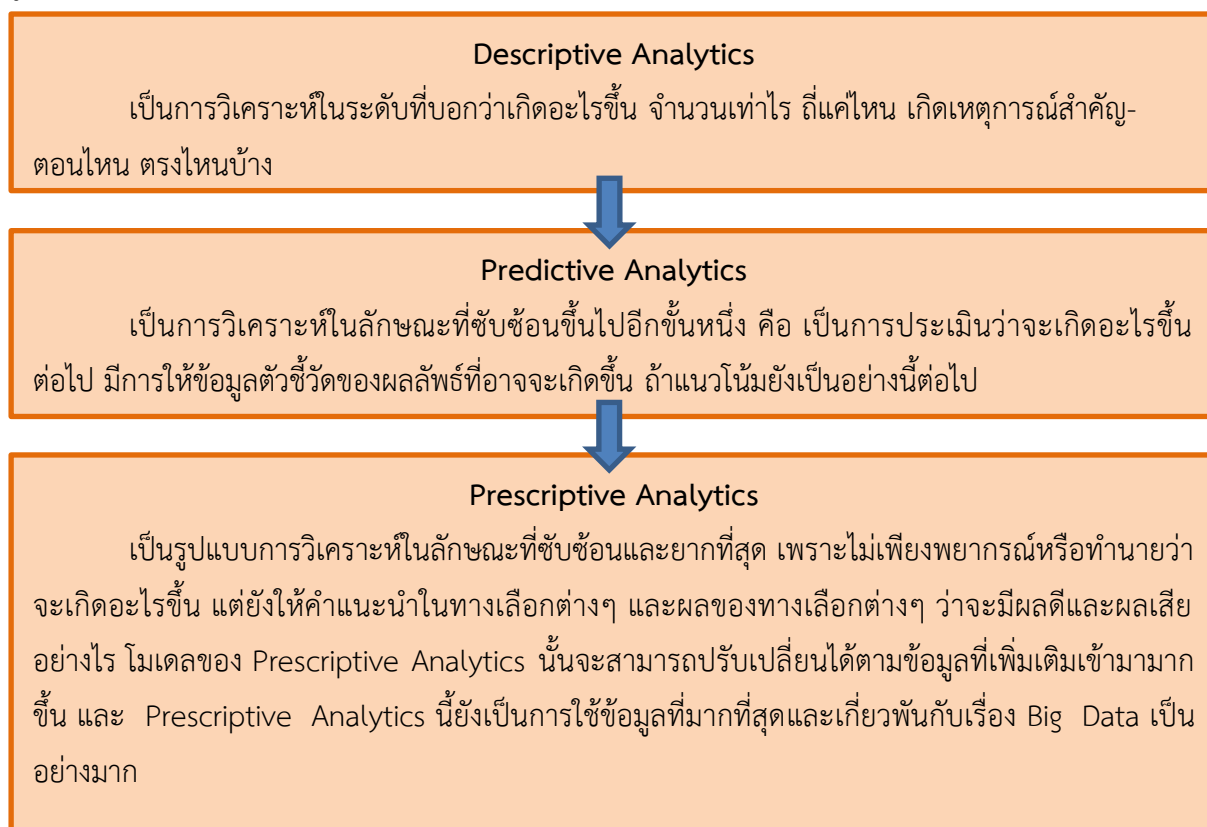 Descriptive Analytics
เป็นการวิเคราะห์ในระดับที่บอกว่าเกิดอะไรขึ้น จำนวนเท่าไร ถี่แค่ไหน เกิดเหตุการณ์สำคัญ-
ตอนไหน ตรงไหนบ้าง
Predictive Analytics
เป็นการวิเคราะห์ในลักษณะที่ซับซ้อนขึ้นไปอีกขั้นหนึ่ง คือ เป็นการประเมินว่าจะเกิดอะไรขึ้น
ต่อไป มีการให้ข้อมูลตัวชี้วัดของผลลัพธ์ที่อาจจะเกิดขึ้น ถ้าแนวโน้มยังเป็นอย่างนี้ต่อไป
Prescriptive Analytics
เป็นรูปแบบการวิเคราะห์ในลักษณะที่ซับซ้อนและยากที่สุด เพราะไม่เพียงพยากรณ์หรือทำนายว่า
จะเกิดอะไรขึ้น แต่ยังให้คำแนะนำในทางเลือกต่างๆ และผลของทางเลือกต่างๆ ว่าจะมีผลดีและผลเสีย
อย่างไร โมเดลของ Prescriptive Analytics นั้นจะสามารถปรับเปลี่ยนได้ตามข้อมูลที่เพิ่มเติมเข้ามามาก
ขึ้น และ Prescriptive Analytics นี้ยังเป็นการใช้ข้อมูลที่มากที่สุดและเกี่ยวพันกับเรื่อง Big Data เป็น
อย่างมาก